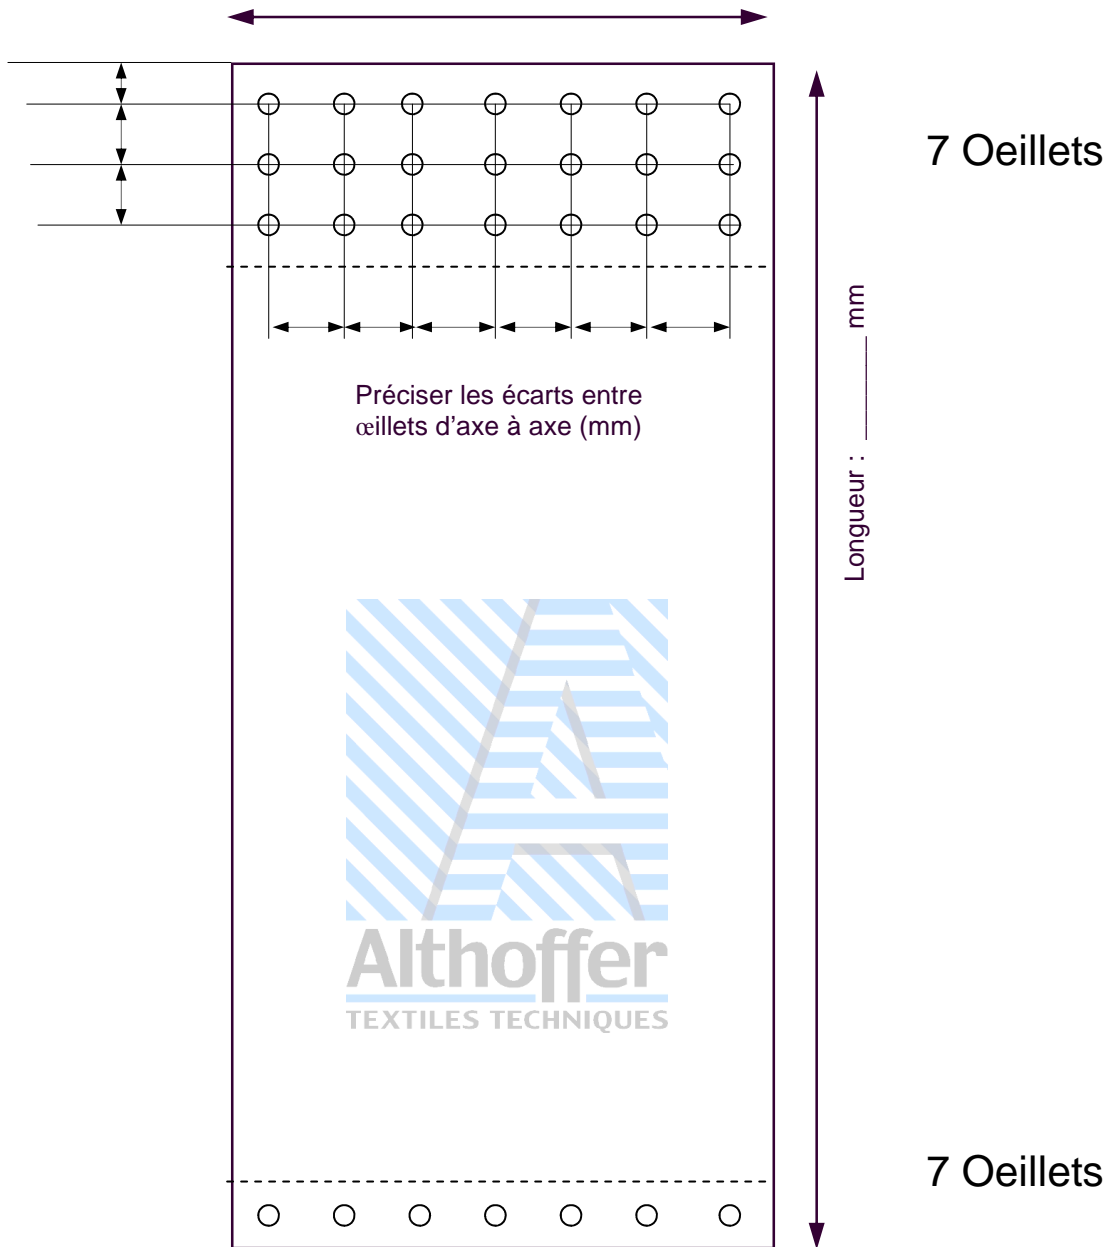 7 Oeillets
Longueur : _______ mm
Préciser les écarts entre
œillets d'axe à axe (mm)
Althoffer
TEXTILES TECHNIQUES
7 Oeillets